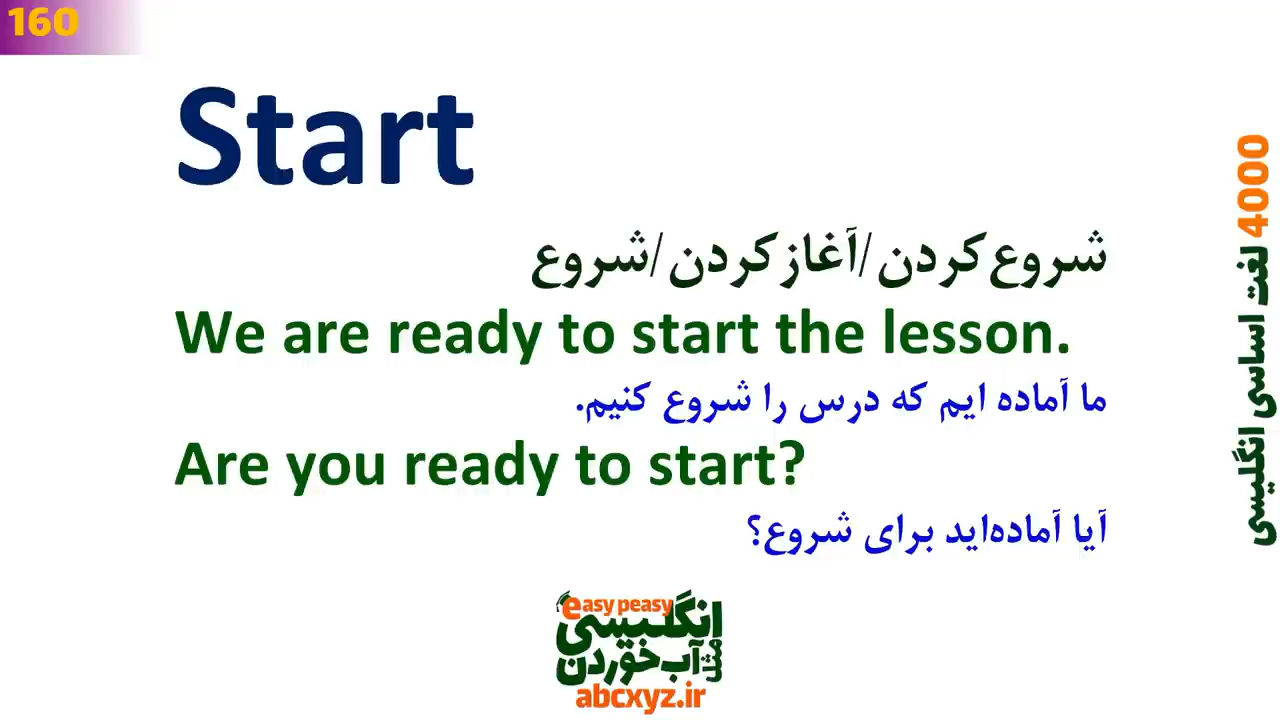 160
Start
شروع کردن/آغاز کردن/شروع
We are ready to start the lesson.
ما آماده ایم که درس را شروع کنیم.
Are you ready to start?
آیا آماده‌اید برای شروع؟
4000 لغت اساسی انگلیسی
easy peasy
انگلیسی
مثل آب خوردن
abcxyz.ir